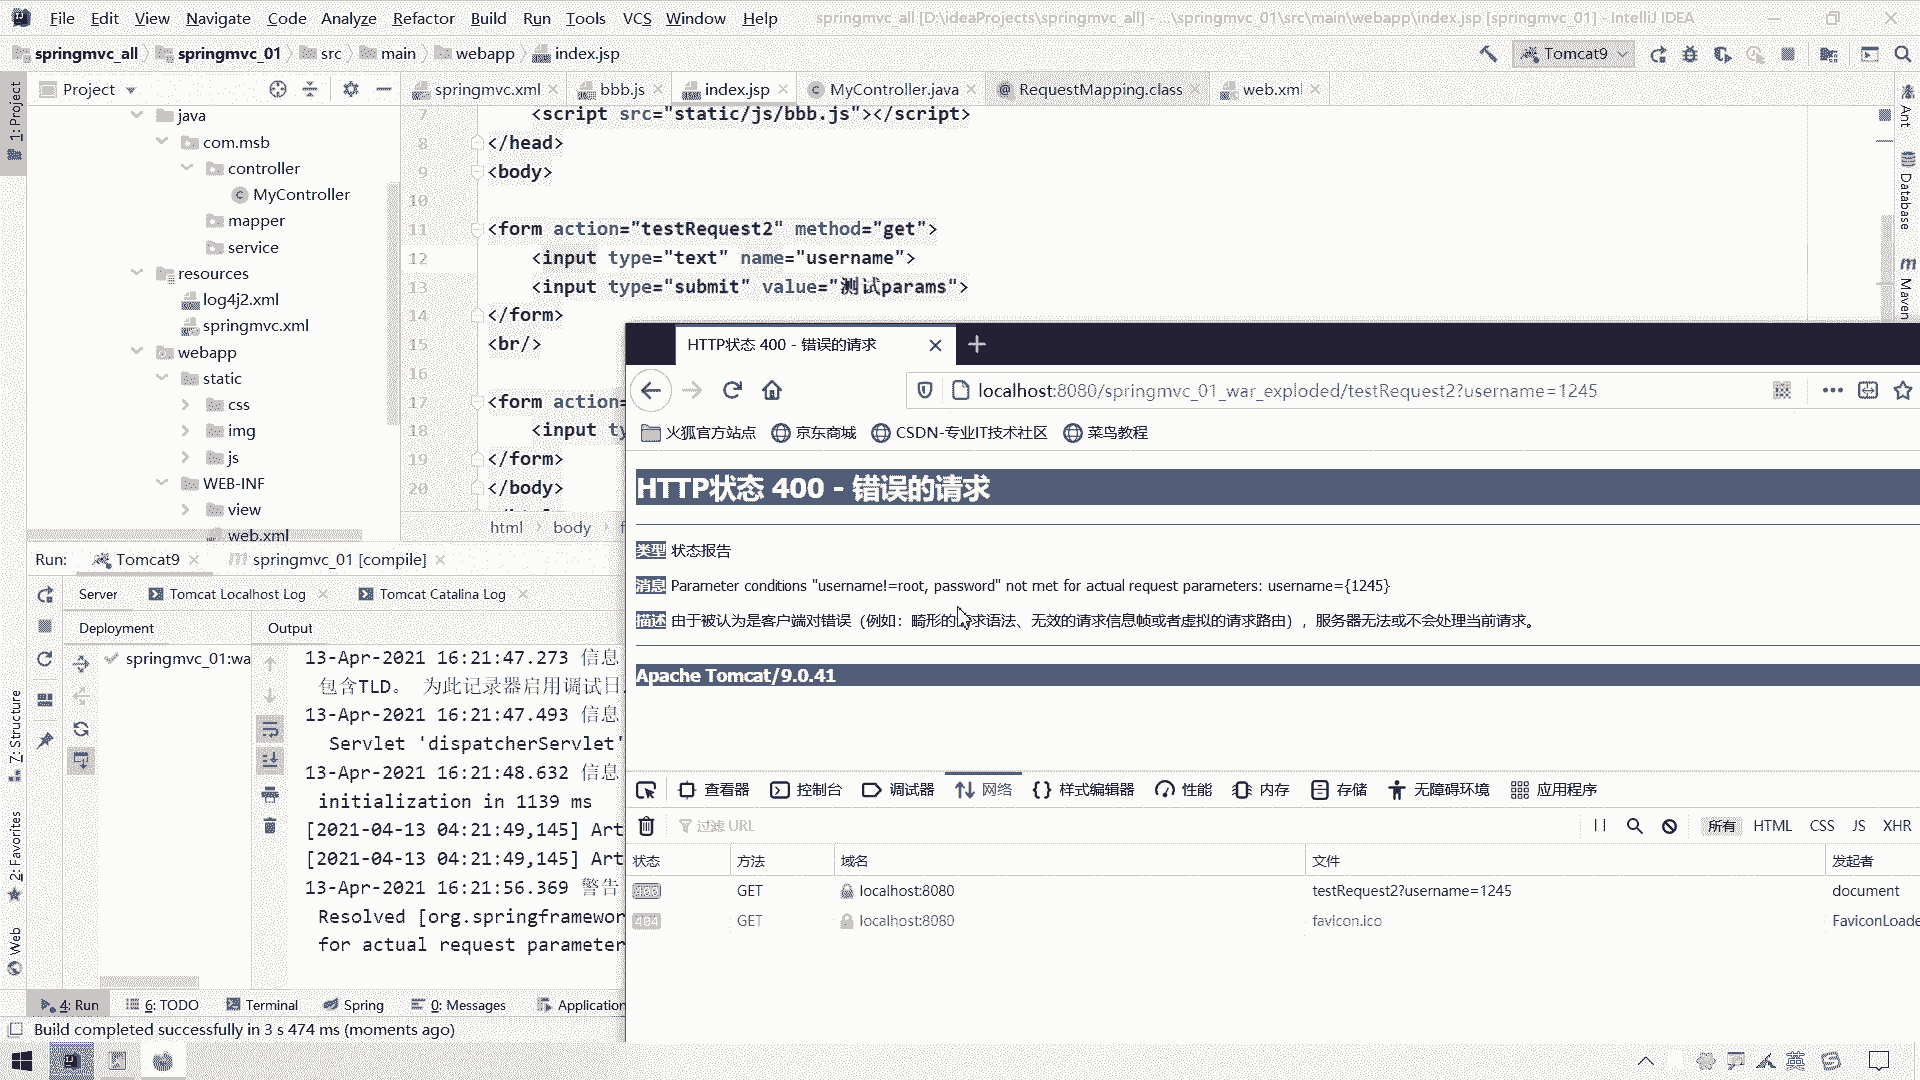 File Edit View Navigate Code Analyze Refactor Build Run Tools VCS Window Help springmvc_all [D:\ideaProjects\springmvc_all] - ...\springmvc_01\src\main\webapp\index.jsp [springmvc_01] - IntelliJ IDEA
springmvc_all springmvc_01 src main webapp index.jsp Tomcat9
Project springmvc.xml bbb.js index.jsp MyController.java RequestMapping.class web.xml
1: Project
Ant
Database
Maven
java
com.msb
controller
MyController
mapper
service
resources
log4j2.xml
springmvc.xml
webapp
static
css
img
js
WEB-INF
view
web.xml
7 <script src="static/js/bbb.js"></script>
8 </head>
9 <body>
10
11 <form action="testRequest2" method="get">
12 <input type="text" name="username">
13 <input type="submit" value="测试params">
14 </form>
15 <br/>
16
17 <form action=
18 <input ty
19 </form>
20 </body>
html body f
HTTP状态 400 - 错误的请求
localhost:8080/springmvc_01_war_exploded/testRequest2?username=1245
火狐官方站点 京东商城 CSDN-专业IT技术社区 菜鸟教程
HTTP状态 400 - 错误的请求
类型 状态报告
消息 Parameter conditions "username!=root, password" not met for actual request parameters: username={1245}
描述 由于被认为是客户端对错误（例如：畸形的请求语法、无效的请求信息帧或者虚拟的请求路由），服务器无法或不会处理当前请求。
Apache Tomcat/9.0.41
查看器 控制台 调试器 网络 样式编辑器 性能 内存 存储 无障碍环境 应用程序
过滤 URL 所有 HTML CSS JS XHR
状态 方法 域名 文件 发起者
400 GET localhost:8080 testRequest2?username=1245 document
404 GET localhost:8080 favicon.ico FaviconLoade
Run: Tomcat9 springmvc_01 [compile]
Server Tomcat Localhost Log Tomcat Catalina Log
Deployment Output
springmvc_01:wa
13-Apr-2021 16:21:47.273 信息
包含TLD。 为此记录器启用调试日
13-Apr-2021 16:21:47.493 信息
Servlet 'dispatcherServlet'
13-Apr-2021 16:21:48.632 信息
initialization in 1139 ms
[2021-04-13 04:21:49,145] Art
[2021-04-13 04:21:49,145] Art
13-Apr-2021 16:21:56.369 警告
Resolved [org.springframewor
for actual request parameter
7: Structure
2: Favorites
Web
4: Run 6: TODO Terminal Spring 0: Messages Application
Build completed successfully in 3 s 474 ms (moments ago)
英